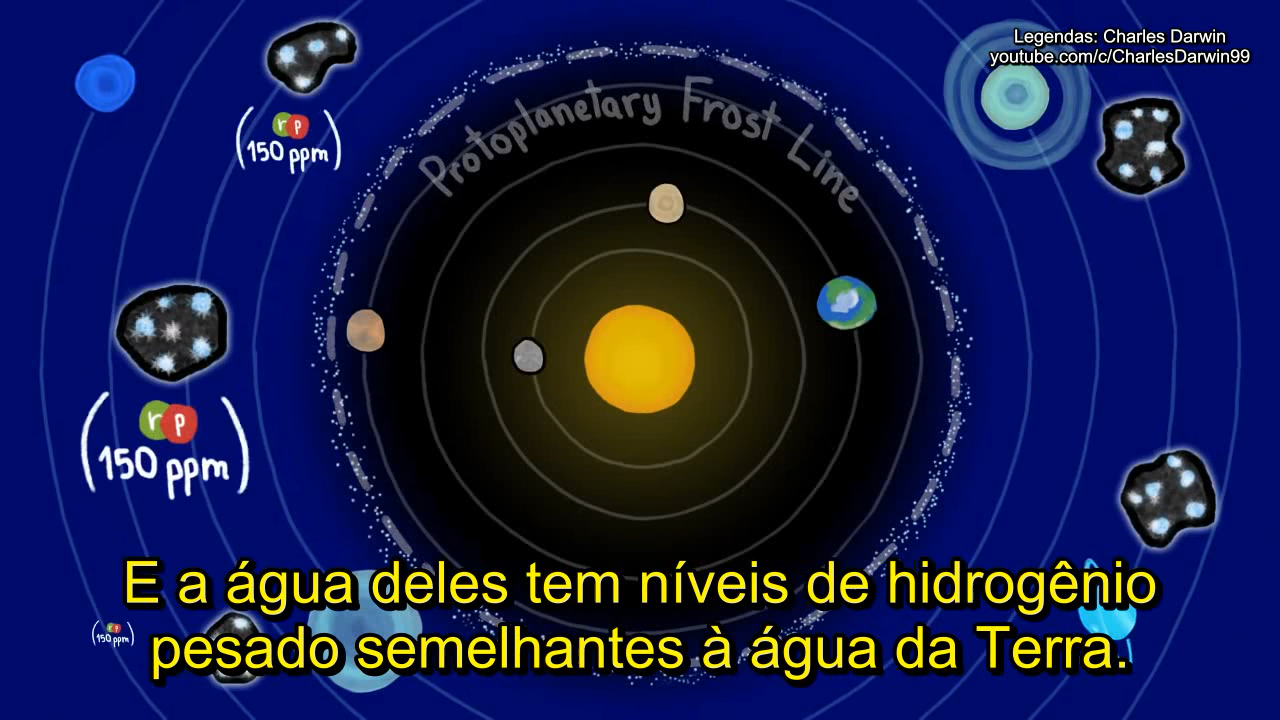 Legendas: Charles Darwin
youtube.com/c/CharlesDarwin99
Protoplanetary Frost Line
r p
(150 ppm)
r p
(150 ppm)
r p
(150 ppm)
E a água deles tem níveis de hidrogênio
pesado semelhantes à água da Terra.